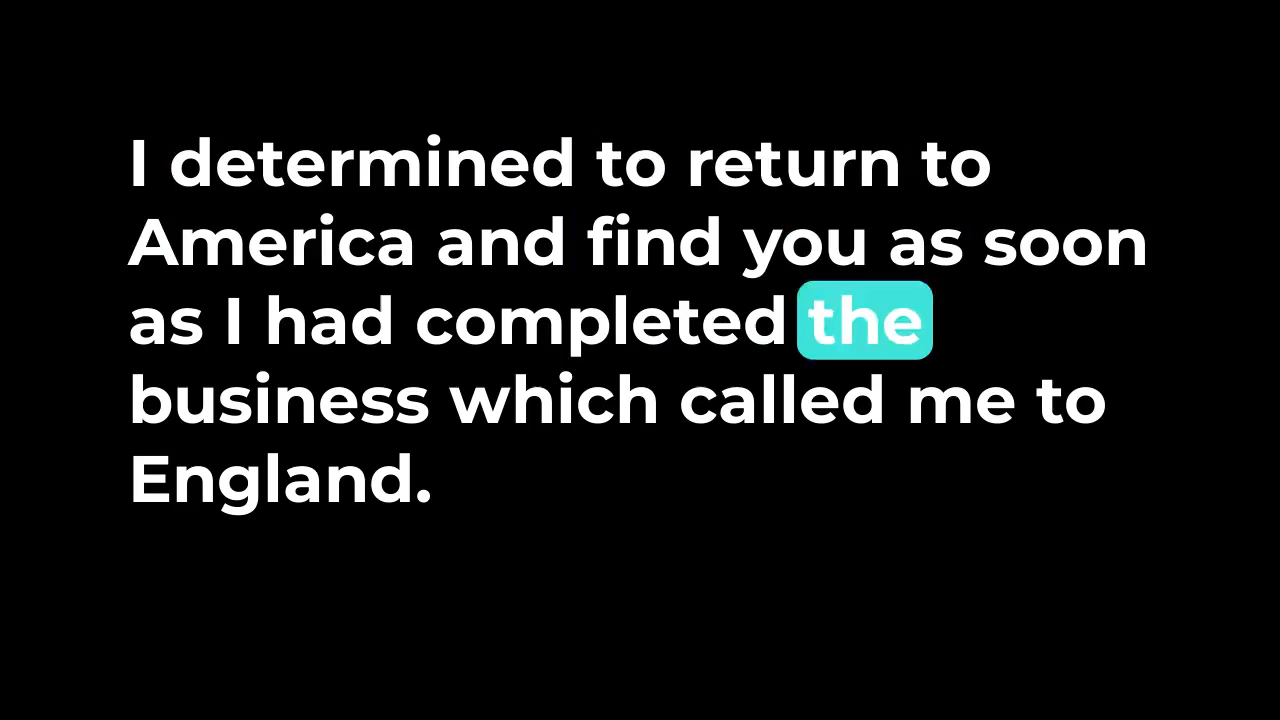 I determined to return to
America and find you as soon
as I had completed the
business which called me to
England.